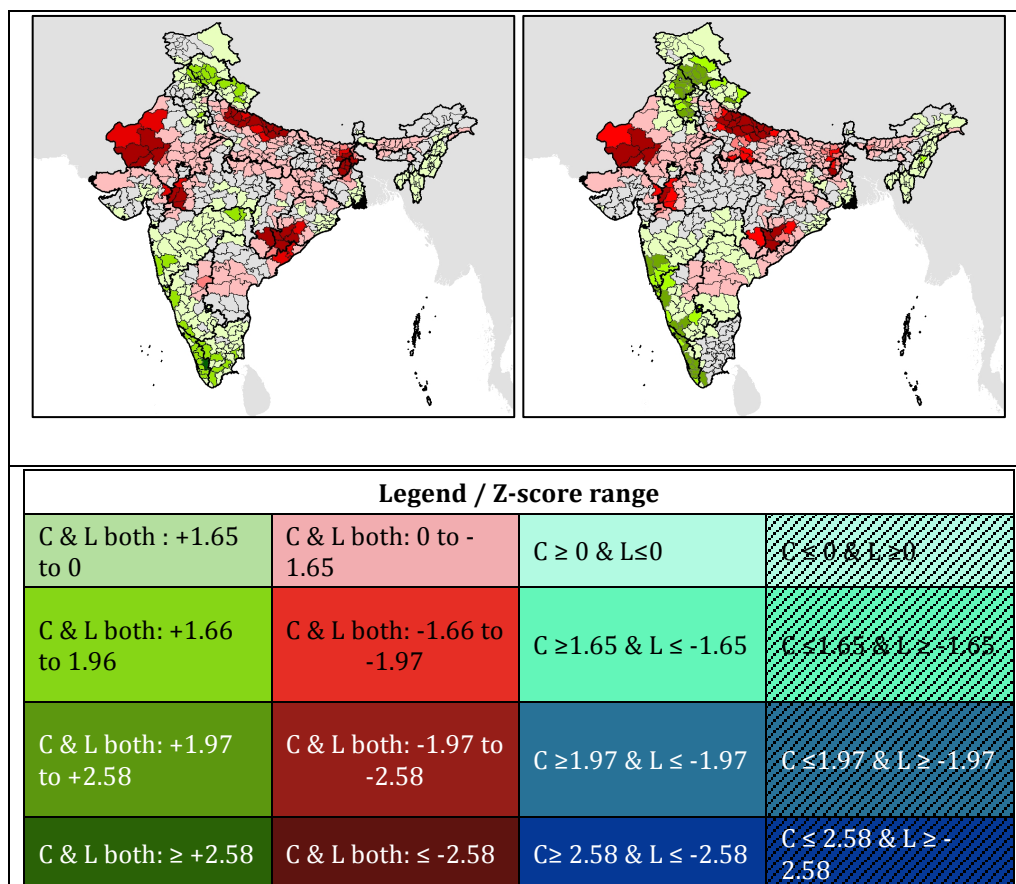 Legend / Z-score range
C & L both : +1.65
to 0
C & L both: 0 to -
1.65
C ≥ 0 & L≤0
C ≤ 0 & L ≥0
C & L both: +1.66
to 1.96
C & L both: -1.66 to
-1.97
C ≥1.65 & L ≤ -1.65
C ≤1.65 & L ≥ -1.65
C & L both: +1.97
to +2.58
C & L both: -1.97 to
-2.58
C ≥1.97 & L ≤ -1.97
C ≤1.97 & L ≥ -1.97
C & L both: ≥ +2.58
C & L both: ≤ -2.58
C≥ 2.58 & L ≤ -2.58
C ≤ 2.58 & L ≥ -
2.58